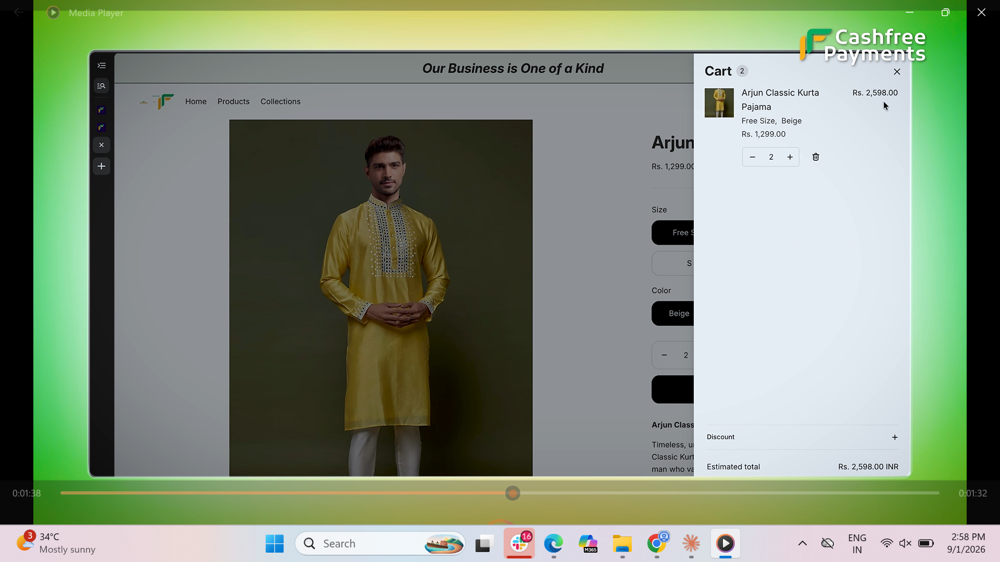 Media Player
Cashfree
Payments
Our Business is One of a Kind
Home Products Collections
Cart 2
Arjun Classic Kurta
Pajama
Rs. 2,598.00
Free Size, Beige
Rs. 1,299.00
2
Arjun
Rs. 1,299.00
Size
Free S
S
Color
Beige
2
Arjun Class
Timeless, u
Classic Kurt
man who va
Discount
Estimated total Rs. 2,598.00 INR
0:01:38
0:01:32
3
34°C
Mostly sunny
Search
16
M365
ENG
IN
2:58 PM
9/1/2026